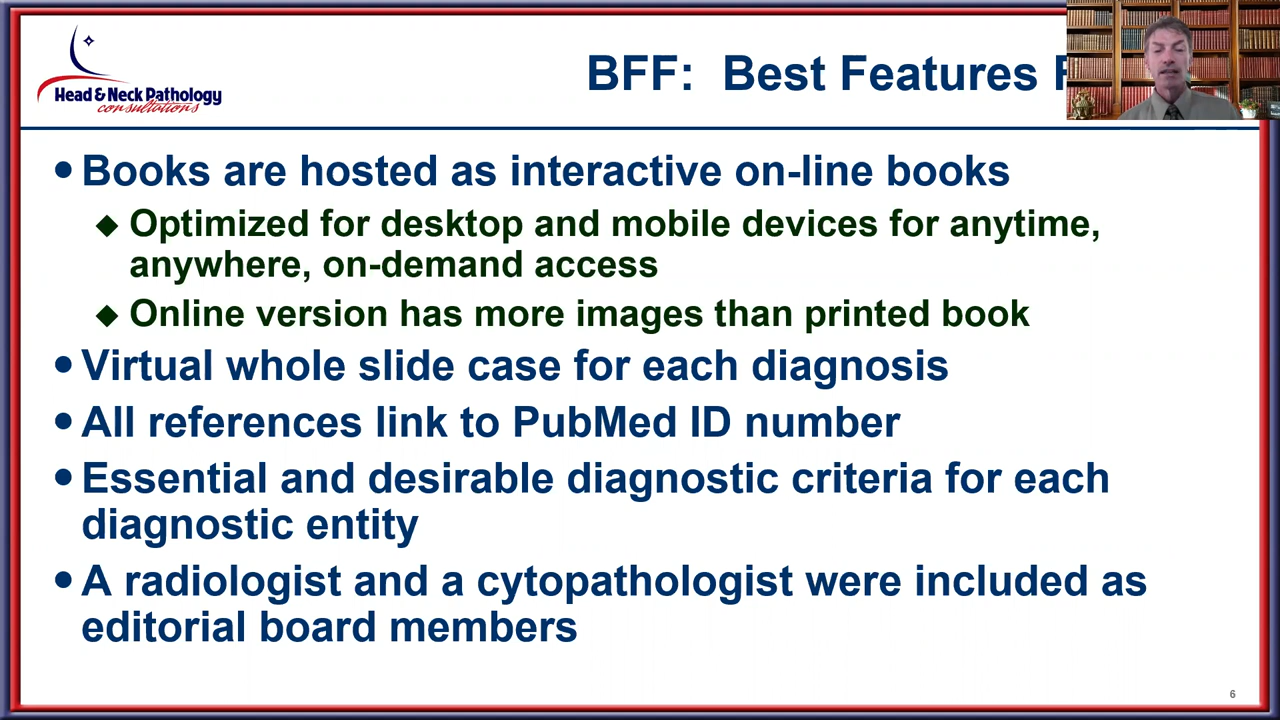 Head & Neck Pathology
consultations
BFF: Best Features
• Books are hosted as interactive on-line books
◆ Optimized for desktop and mobile devices for anytime,
anywhere, on-demand access
◆ Online version has more images than printed book
• Virtual whole slide case for each diagnosis
• All references link to PubMed ID number
• Essential and desirable diagnostic criteria for each
diagnostic entity
• A radiologist and a cytopathologist were included as
editorial board members
6